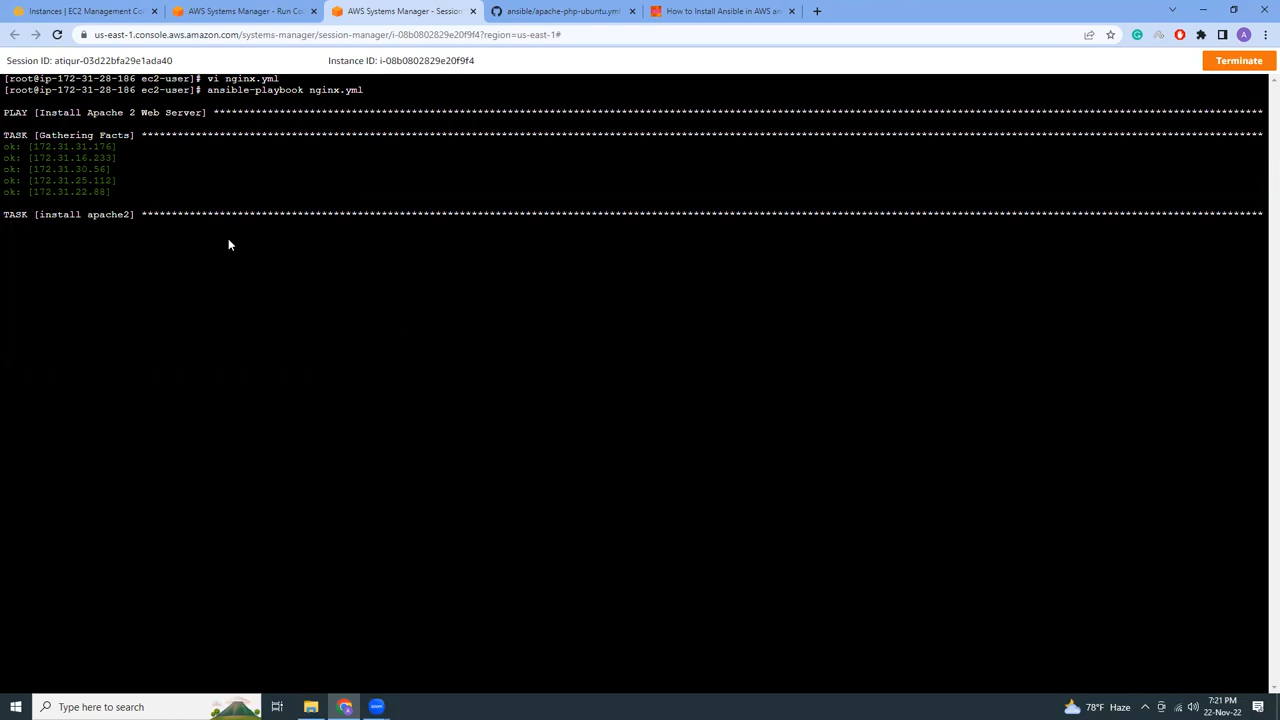 Instances | EC2 Management Co
AWS Systems Manager - Run Co
AWS Systems Manager - Session
ansible/apache-php-ubuntu.yml
How to Install Ansible in AWS an
us-east-1.console.aws.amazon.com/systems-manager/session-manager/i-08b0802829e20f9f4?region=us-east-1#
A
Session ID: atiqur-03d22bfa29e1ada40
Instance ID: i-08b0802829e20f9f4
Terminate
[root@ip-172-31-28-186 ec2-user]# vi nginx.yml
[root@ip-172-31-28-186 ec2-user]# ansible-playbook nginx.yml
PLAY [Install Apache 2 Web Server] ******************************************************************************************************************************************************************************
TASK [Gathering Facts] ******************************************************************************************************************************************************************************************
ok: [172.31.31.176]
ok: [172.31.16.233]
ok: [172.31.30.56]
ok: [172.31.25.112]
ok: [172.31.22.88]
TASK [install apache2] ******************************************************************************************************************************************************************************************
Type here to search
zoom
78°F Haze
7:21 PM
22-Nov-22